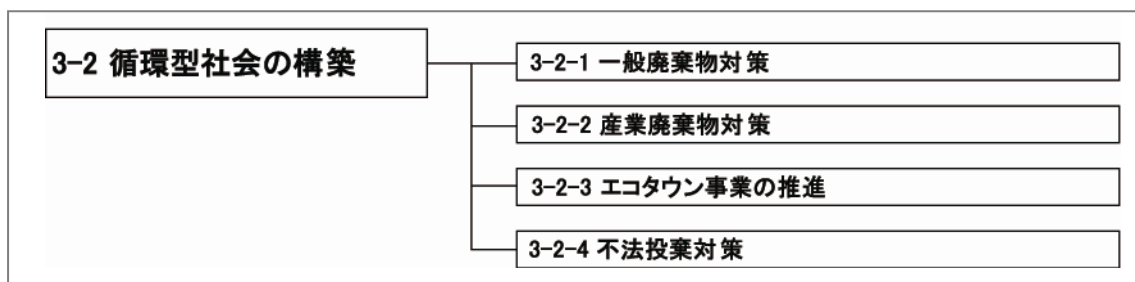 3-2 循環型社会の構築
3-2-1 一般廃棄物対策
3-2-2 産業廃棄物対策
3-2-3 エコタウン事業の推進
3-2-4 不法投棄対策